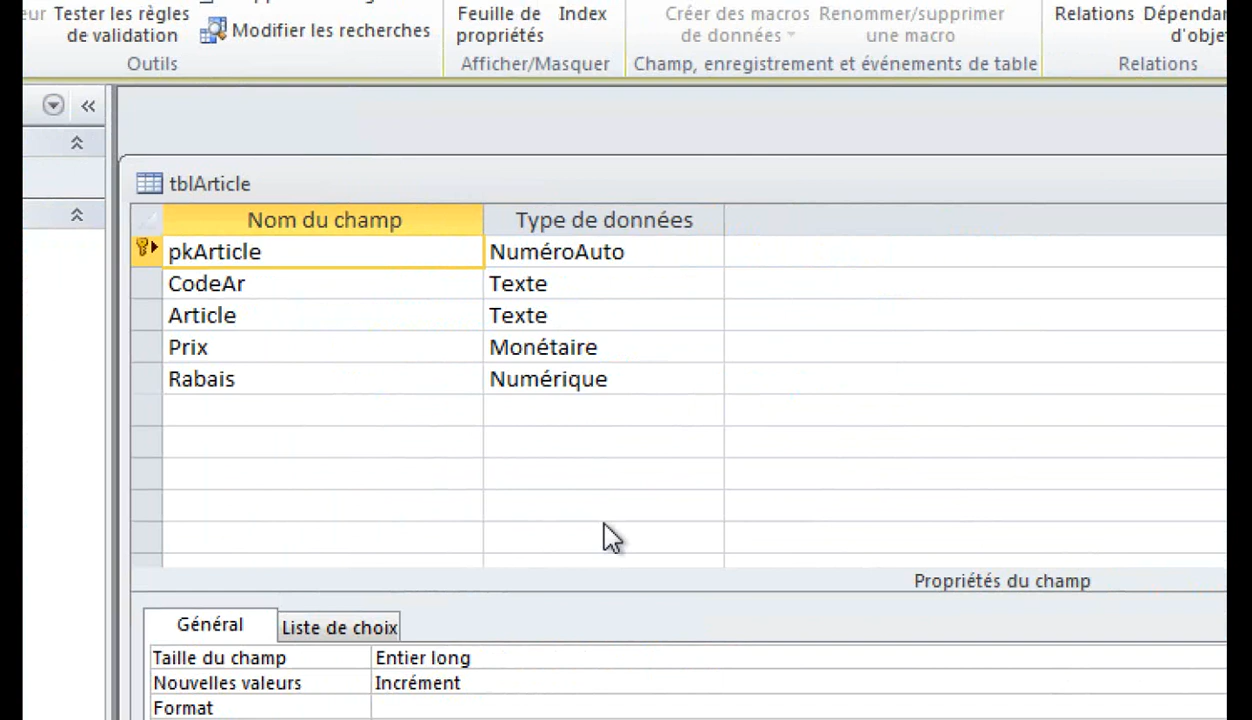 Tester les règles
de validation
Modifier les recherches
Outils
Feuille de
propriétés
Index
Afficher/Masquer
Créer des macros
de données
Renommer/supprimer
une macro
Champ, enregistrement et événements de table
Relations
Relations
tblArticle
Nom du champ Type de données
pkArticle NuméroAuto
CodeAr Texte
Article Texte
Prix Monétaire
Rabais Numérique
Propriétés du champ
Général Liste de choix
Taille du champ Entier long
Nouvelles valeurs Incrément
Format